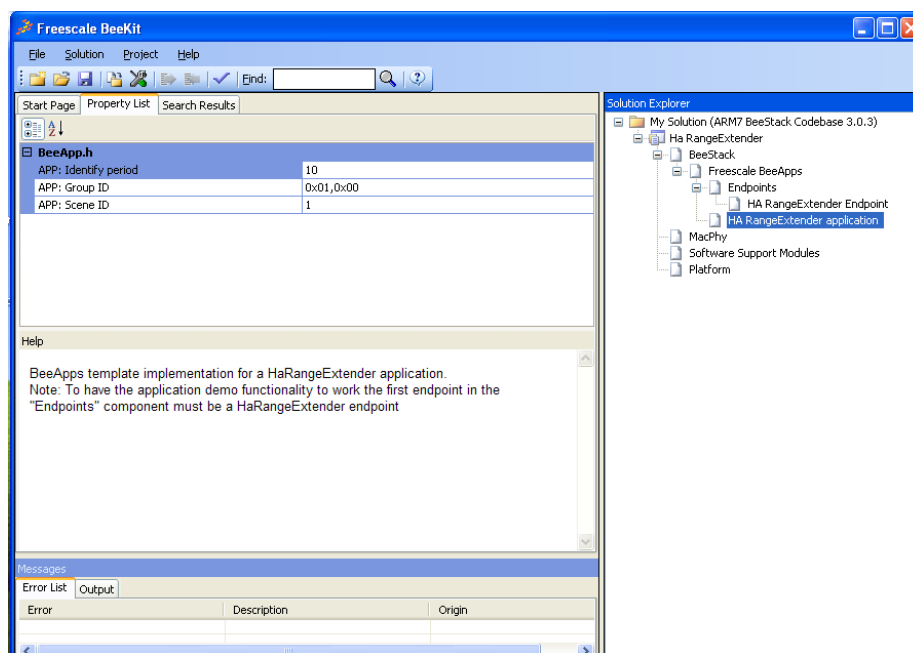 Freescale BeeKit
File Solution Project Help
Find:
Start Page Property List Search Results
BeeApp.h
APP: Identify period 10
APP: Group ID 0x01,0x00
APP: Scene ID 1
Help
BeeApps template implementation for a HaRangeExtender application.
Note: To have the application demo functionality to work the first endpoint in the
"Endpoints" component must be a HaRangeExtender endpoint
Messages
Error List Output
Error Description Origin
Solution Explorer
My Solution (ARM7 BeeStack Codebase 3.0.3)
Ha RangeExtender
BeeStack
Freescale BeeApps
Endpoints
HA RangeExtender Endpoint
HA RangeExtender application
MacPhy
Software Support Modules
Platform